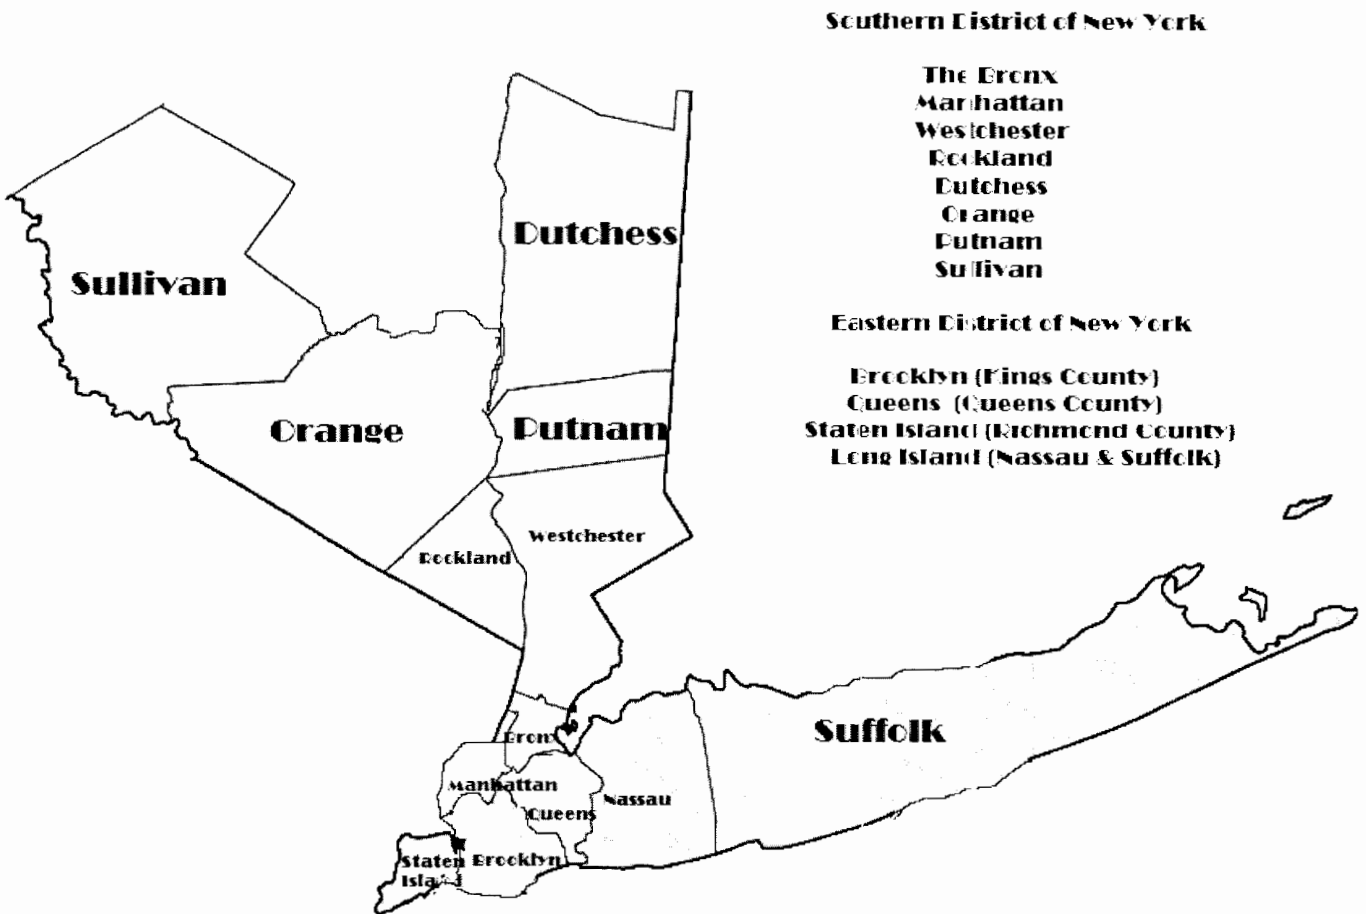 Southern District of New York
The Bronx
Manhattan
Westchester
Rockland
Dutchess
Orange
Putnam
Sullivan
Eastern District of New York
Brooklyn (Kings County)
Queens (Queens County)
Staten Island (Richmond County)
Long Island (Nassau & Suffolk)
Dutchess
Sullivan
Orange
Putnam
Westchester
Rockland
Suffolk
Bronx
Manhattan
Nassau
Queens
Staten
Island
Brooklyn